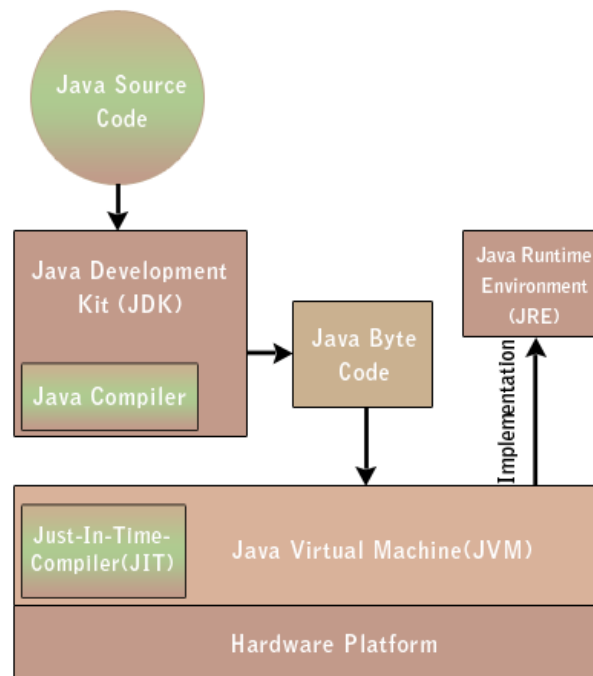 Java Source
Code
Java Development
Kit (JDK)
Java Compiler
Java Byte
Code
Java Runtime
Environment
(JRE)
Implementation
Just-In-Time-
Compiler(JIT)
Java Virtual Machine(JVM)
Hardware Platform